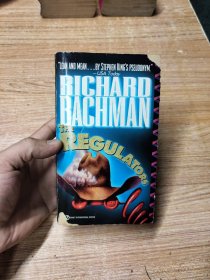 "LEAN AND MEAN...BY STEPHEN KING'S PSEUDONYM."
—USA Today
RICHARD
BACHMAN
THE
REGULATORS